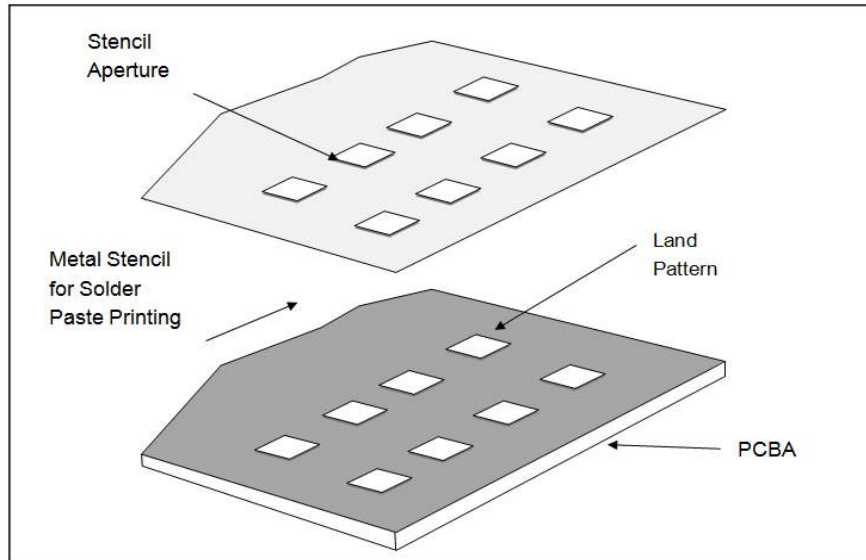 Stencil
Aperture
Metal Stencil
for Solder
Paste Printing
Land
Pattern
PCBA